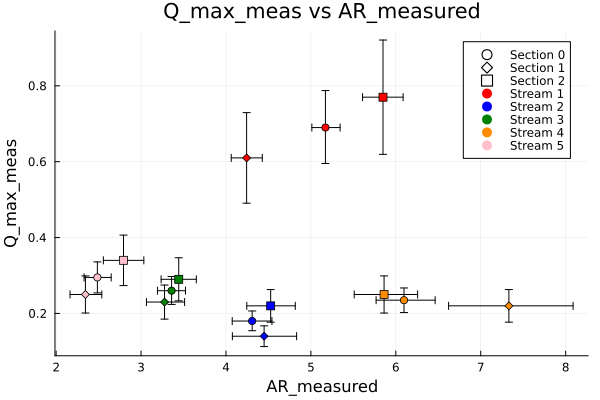 Q_max_meas vs AR_measured
Q_max_meas
0.8
0.6
0.4
0.2
2 3 4 5 6 7 8
AR_measured
Section 0
Section 1
Section 2
Stream 1
Stream 2
Stream 3
Stream 4
Stream 5